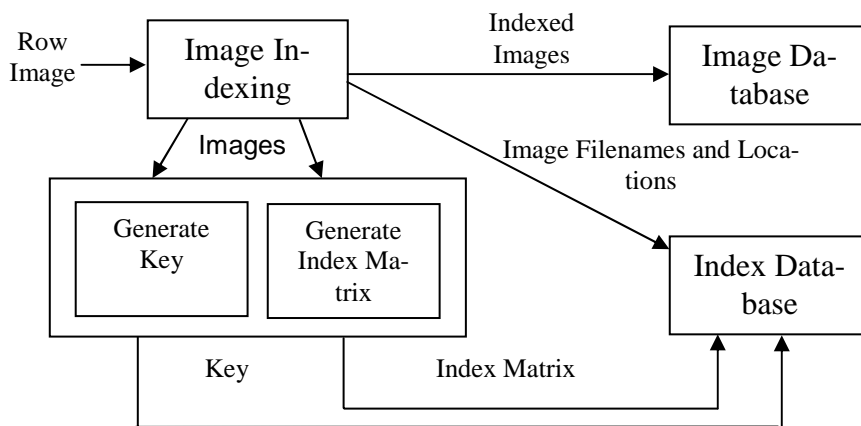 Row
Image
Image In-
dexing
Indexed
Images
Image Da-
tabase
Images
Image Filenames and Loca-
tions
Generate
Key
Generate
Index Ma-
trix
Index Data-
base
Key
Index Matrix